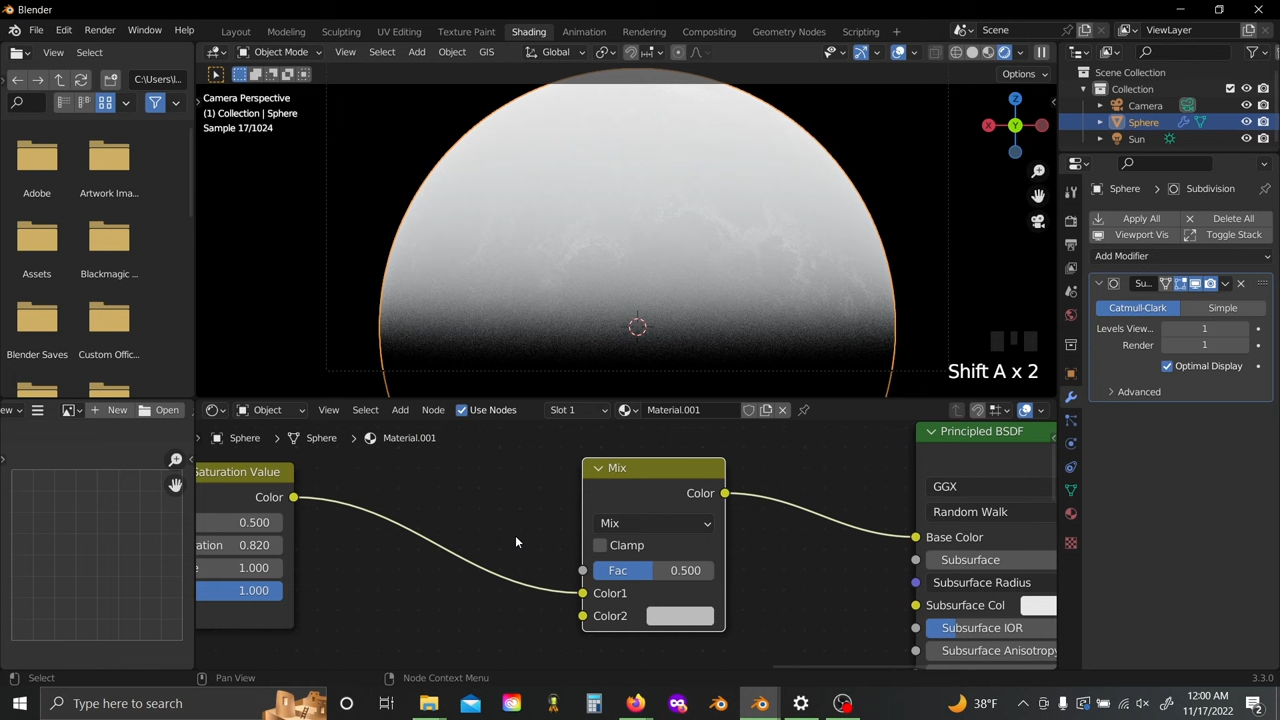 Blender
File Edit Render Window Help
Layout Modeling Sculpting UV Editing Texture Paint Shading Animation Rendering Compositing Geometry Nodes Scripting +
Scene
ViewLayer
View Select
Object Mode View Select Add Object GIS Global
C:\Users\l...
Options
Camera Perspective
(1) Collection | Sphere
Sample 17/1024
Z
X
Y
Adobe
Artwork Ima...
Assets
Blackmagic ...
Blender Saves
Custom Offic...
Shift A x 2
Scene Collection
Collection
Camera
Sphere
Sun
Sphere > Subdivision
Apply All
Delete All
Viewport Vis
Toggle Stack
Add Modifier
Su...
Catmull-Clark
Simple
Levels View... 1
Render 1
Optimal Display
Advanced
ew
New
Open
Object View Select Add Node Use Nodes Slot 1 Material.001
Sphere > Sphere > Material.001
Saturation Value
Color
0.500
ation 0.820
e 1.000
1.000
Mix
Color
Mix
Clamp
Fac 0.500
Color1
Color2
Principled BSDF
GGX
Random Walk
Base Color
Subsurface
Subsurface Radius
Subsurface Col
Subsurface IOR
Subsurface Anisotropy
Select
Pan View
Node Context Menu
3.3.0
Type here to search
38°F
12:00 AM
11/17/2022
2